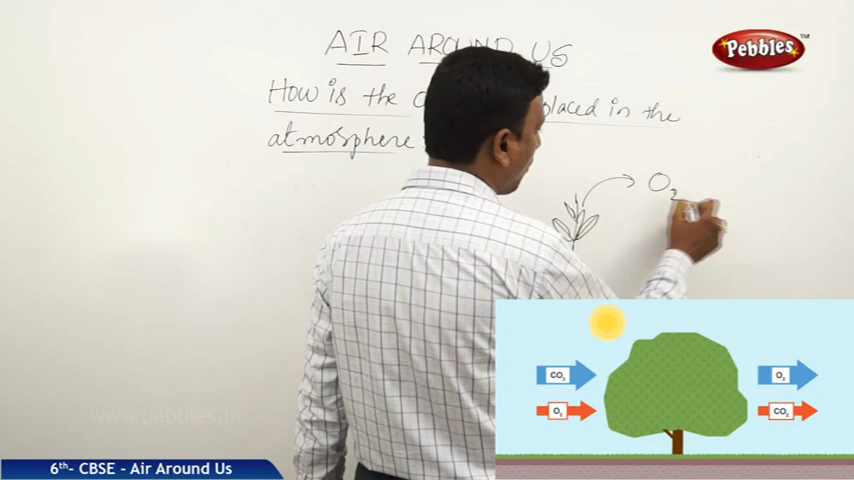 AIR AROUND US
Pebbles
How is the placed in the
atmosphere
O2
CO2
O2
O2
CO2
www.pebbles.in
6th- CBSE - Air Around Us